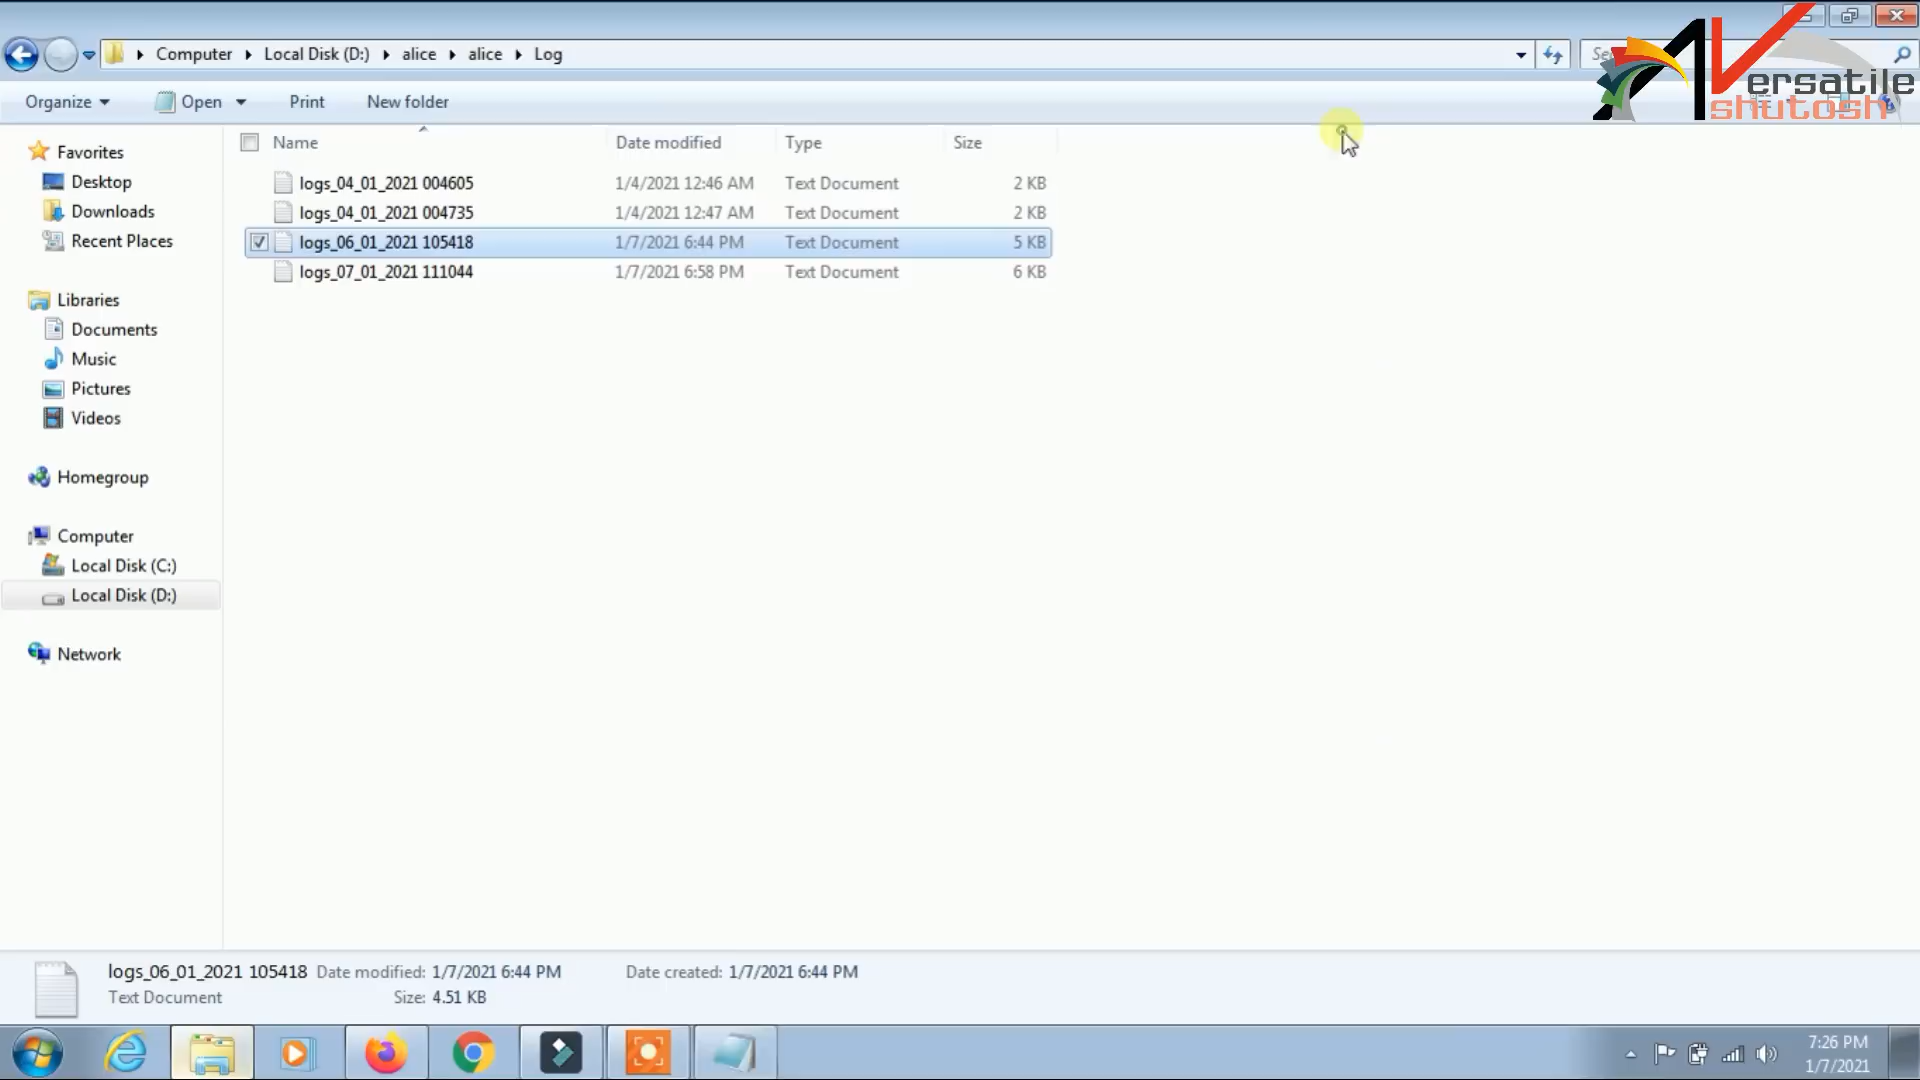 Computer Local Disk (D:) alice alice Log
Versatile
Ashutosh
Organize Open Print New folder
Name Date modified Type Size
Favorites
Desktop
Downloads
Recent Places
Libraries
Documents
Music
Pictures
Videos
Homegroup
Computer
Local Disk (C:)
Local Disk (D:)
Network
logs_04_01_2021 004605 1/4/2021 12:46 AM Text Document 2 KB
logs_04_01_2021 004735 1/4/2021 12:47 AM Text Document 2 KB
logs_06_01_2021 105418 1/7/2021 6:44 PM Text Document 5 KB
logs_07_01_2021 111044 1/7/2021 6:58 PM Text Document 6 KB
logs_06_01_2021 105418 Date modified: 1/7/2021 6:44 PM Date created: 1/7/2021 6:44 PM
Text Document Size: 4.51 KB
7:26 PM
1/7/2021